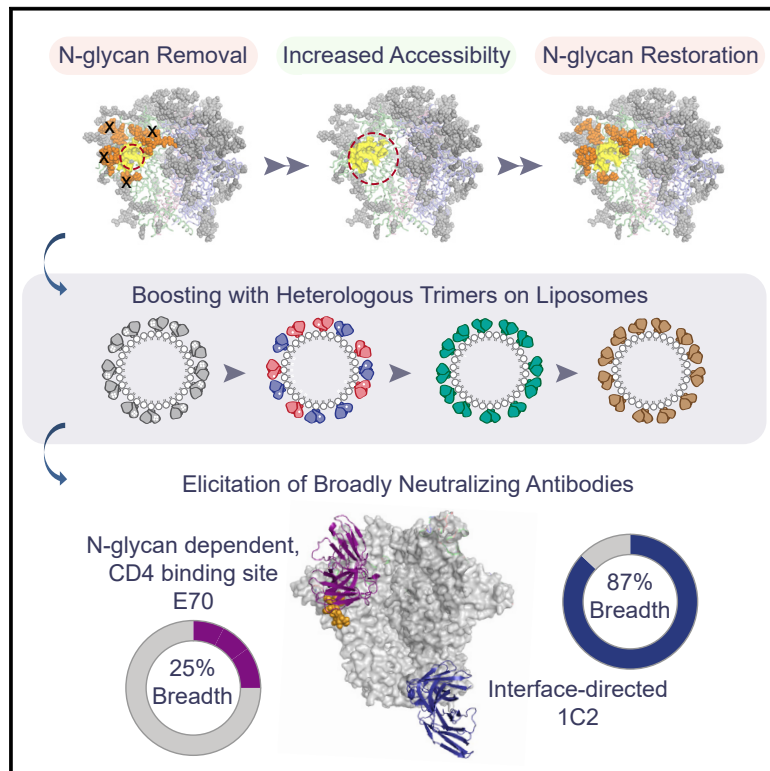 N-glycan Removal
Increased Accessibilty
N-glycan Restoration
X
X
X
X
Boosting with Heterologous Trimers on Liposomes
Elicitation of Broadly Neutralizing Antibodies
N-glycan dependent,
CD4 binding site
E70
25%
Breadth
87%
Breadth
Interface-directed
1C2